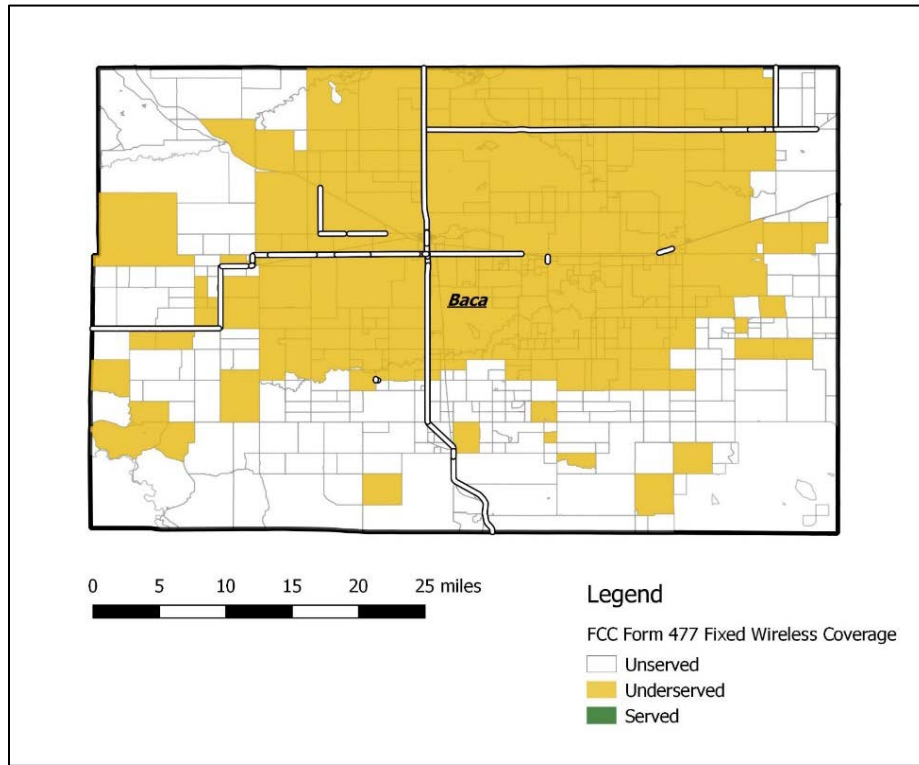 Baca
0 5 10 15 20 25 miles
Legend
FCC Form 477 Fixed Wireless Coverage
Unserved
Underserved
Served